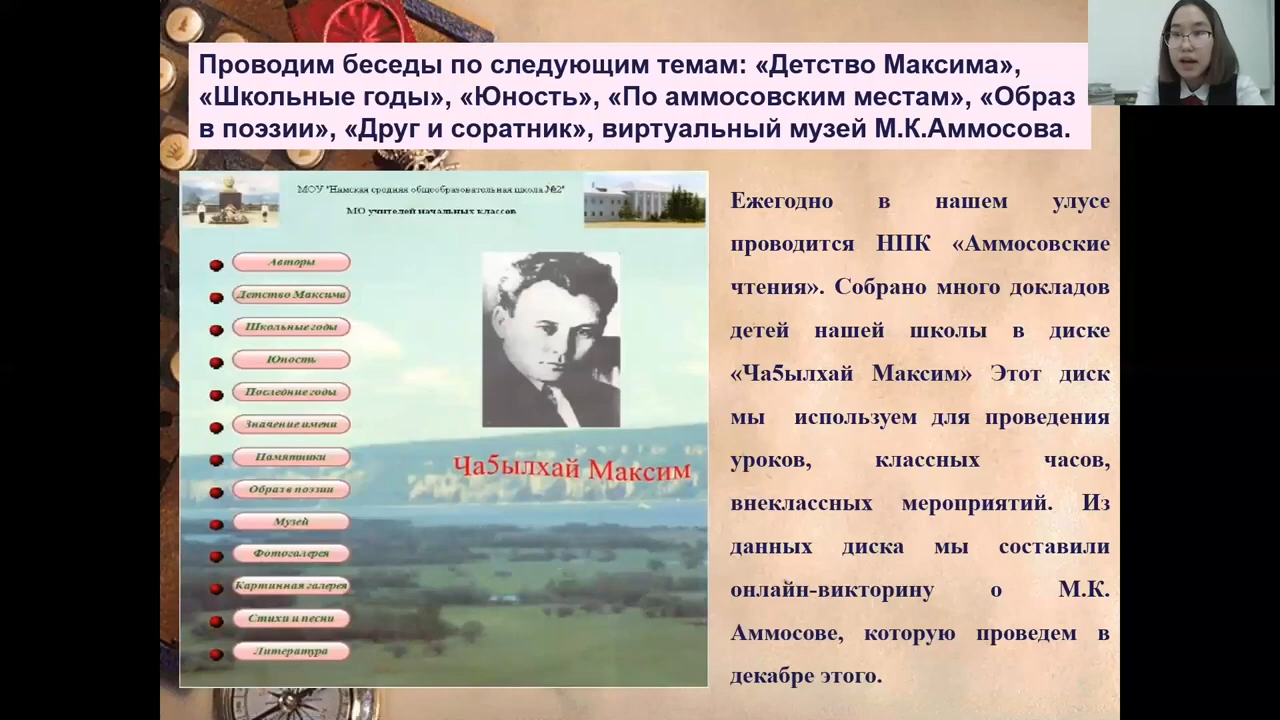 Проводим беседы по следующим темам: «Детство Максима»,
«Школьные годы», «Юность», «По аммосовским местам», «Образ
в поэзии», «Друг и соратник», виртуальный музей М.К.Аммосова.
МОУ "Намская средняя общеобразовательная школа №2"
МО учителей начальных классов
Авторы
Детство Максима
Школьные годы
Юность
Последние годы
Значение имени
Памятники
Образ в поэзии
Музей
Фотогалерея
Картинная галерея
Стихи и песни
Литература
Ча5ылхай Максим
Ежегодно в нашем улусе
проводится НПК «Аммосовские
чтения». Собрано много докладов
детей нашей школы в диске
«Ча5ылхай Максим» Этот диск
мы используем для проведения
уроков, классных часов,
внеклассных мероприятий. Из
данных диска мы составили
онлайн-викторину о М.К.
Аммосове, которую проведем в
декабре этого.